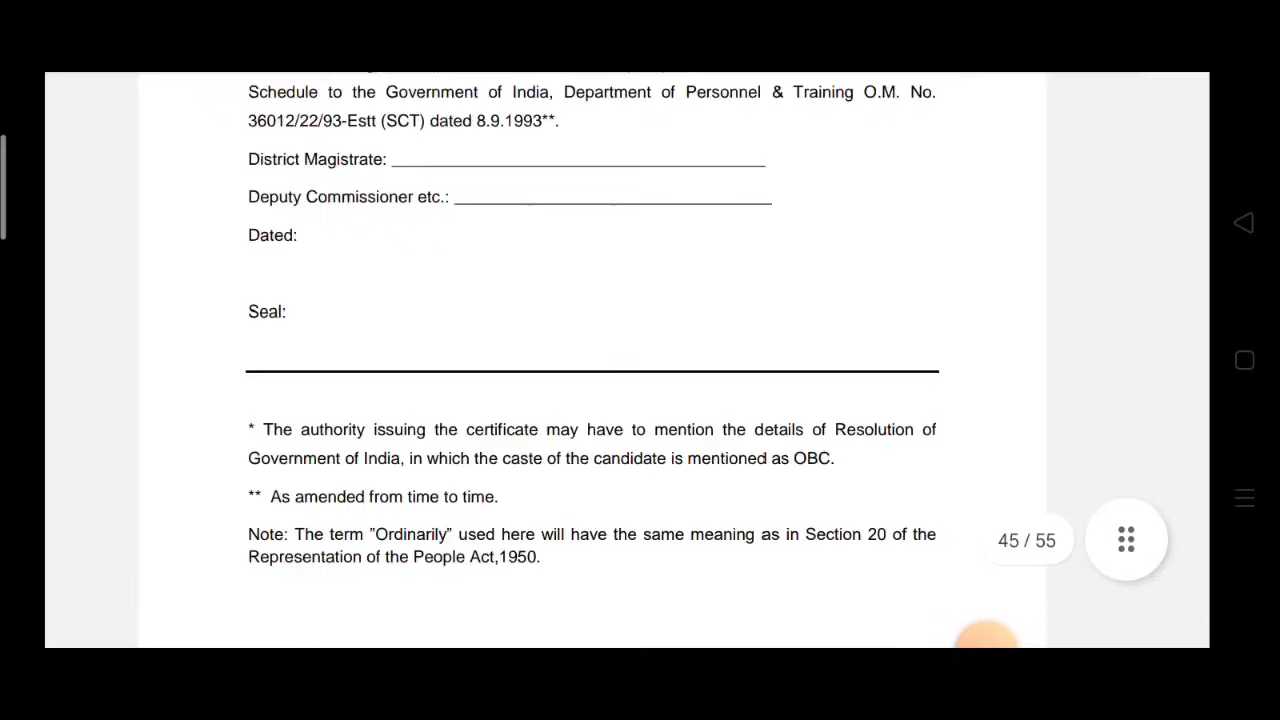 Schedule to the Government of India, Department of Personnel & Training O.M. No.
36012/22/93-Estt (SCT) dated 8.9.1993**.
District Magistrate: ___________________________________________
Deputy Commissioner etc.: ____________________________________
Dated:
Seal:
* The authority issuing the certificate may have to mention the details of Resolution of
Government of India, in which the caste of the candidate is mentioned as OBC.
** As amended from time to time.
Note: The term ”Ordinarily” used here will have the same meaning as in Section 20 of the
Representation of the People Act,1950.
45 / 55